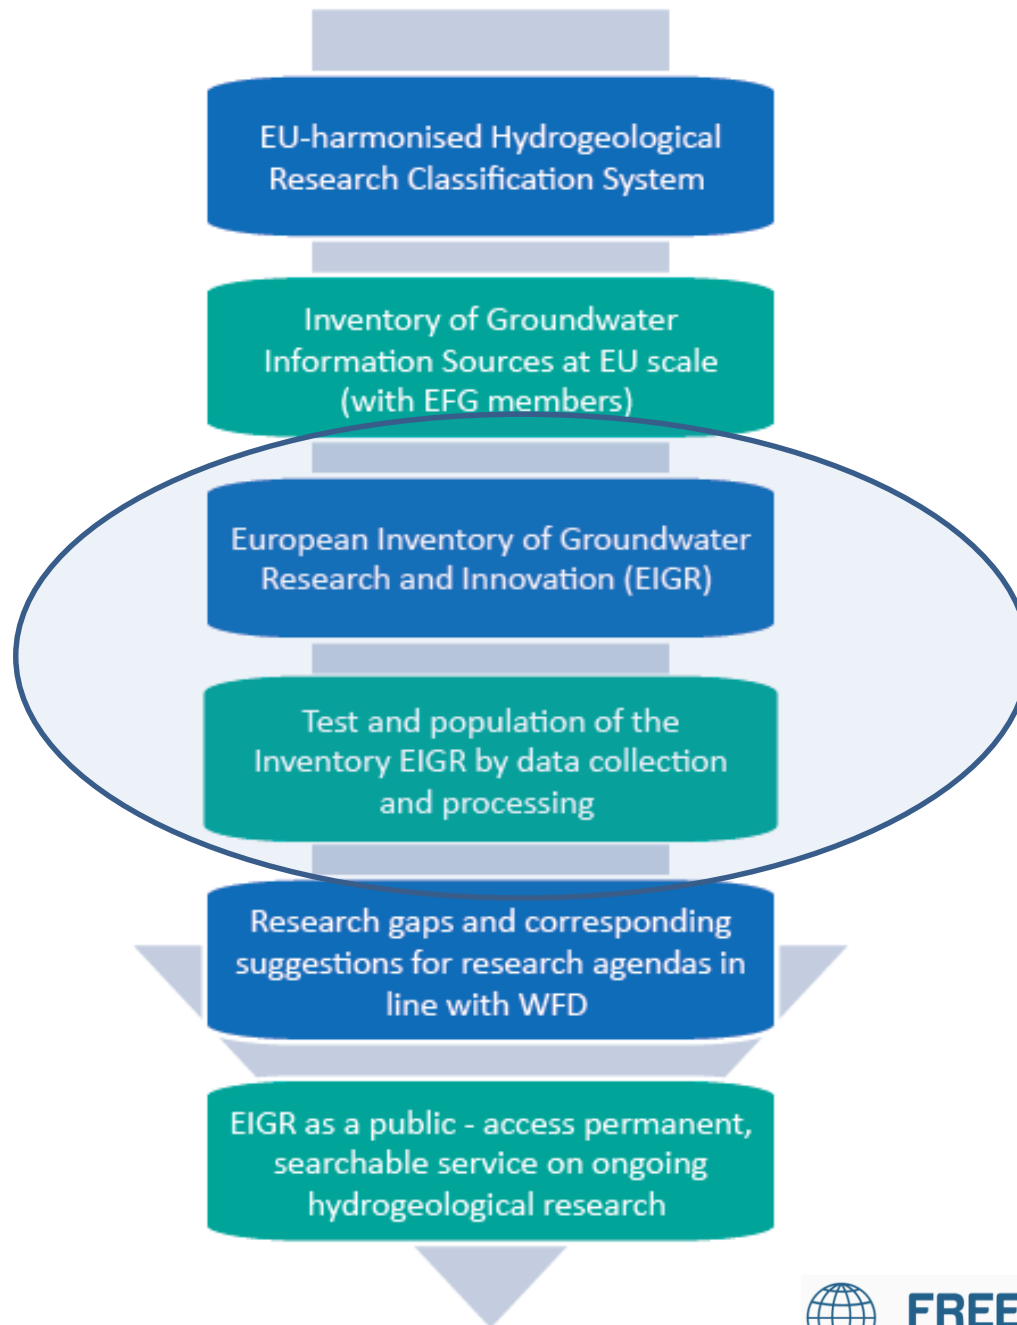 EU-harmonised Hydrogeological
Research Classification System
Inventory of Groundwater
Information Sources at EU scale
(with EFG members)
European Inventory of Groundwater
Research and Innovation (EIGR)
Test and population of the
Inventory EIGR by data collection
and processing
Research gaps and corresponding
suggestions for research agendas in
line with WFD
EIGR as a public - access permanent,
searchable service on ongoing
hydrogeological research
FREE